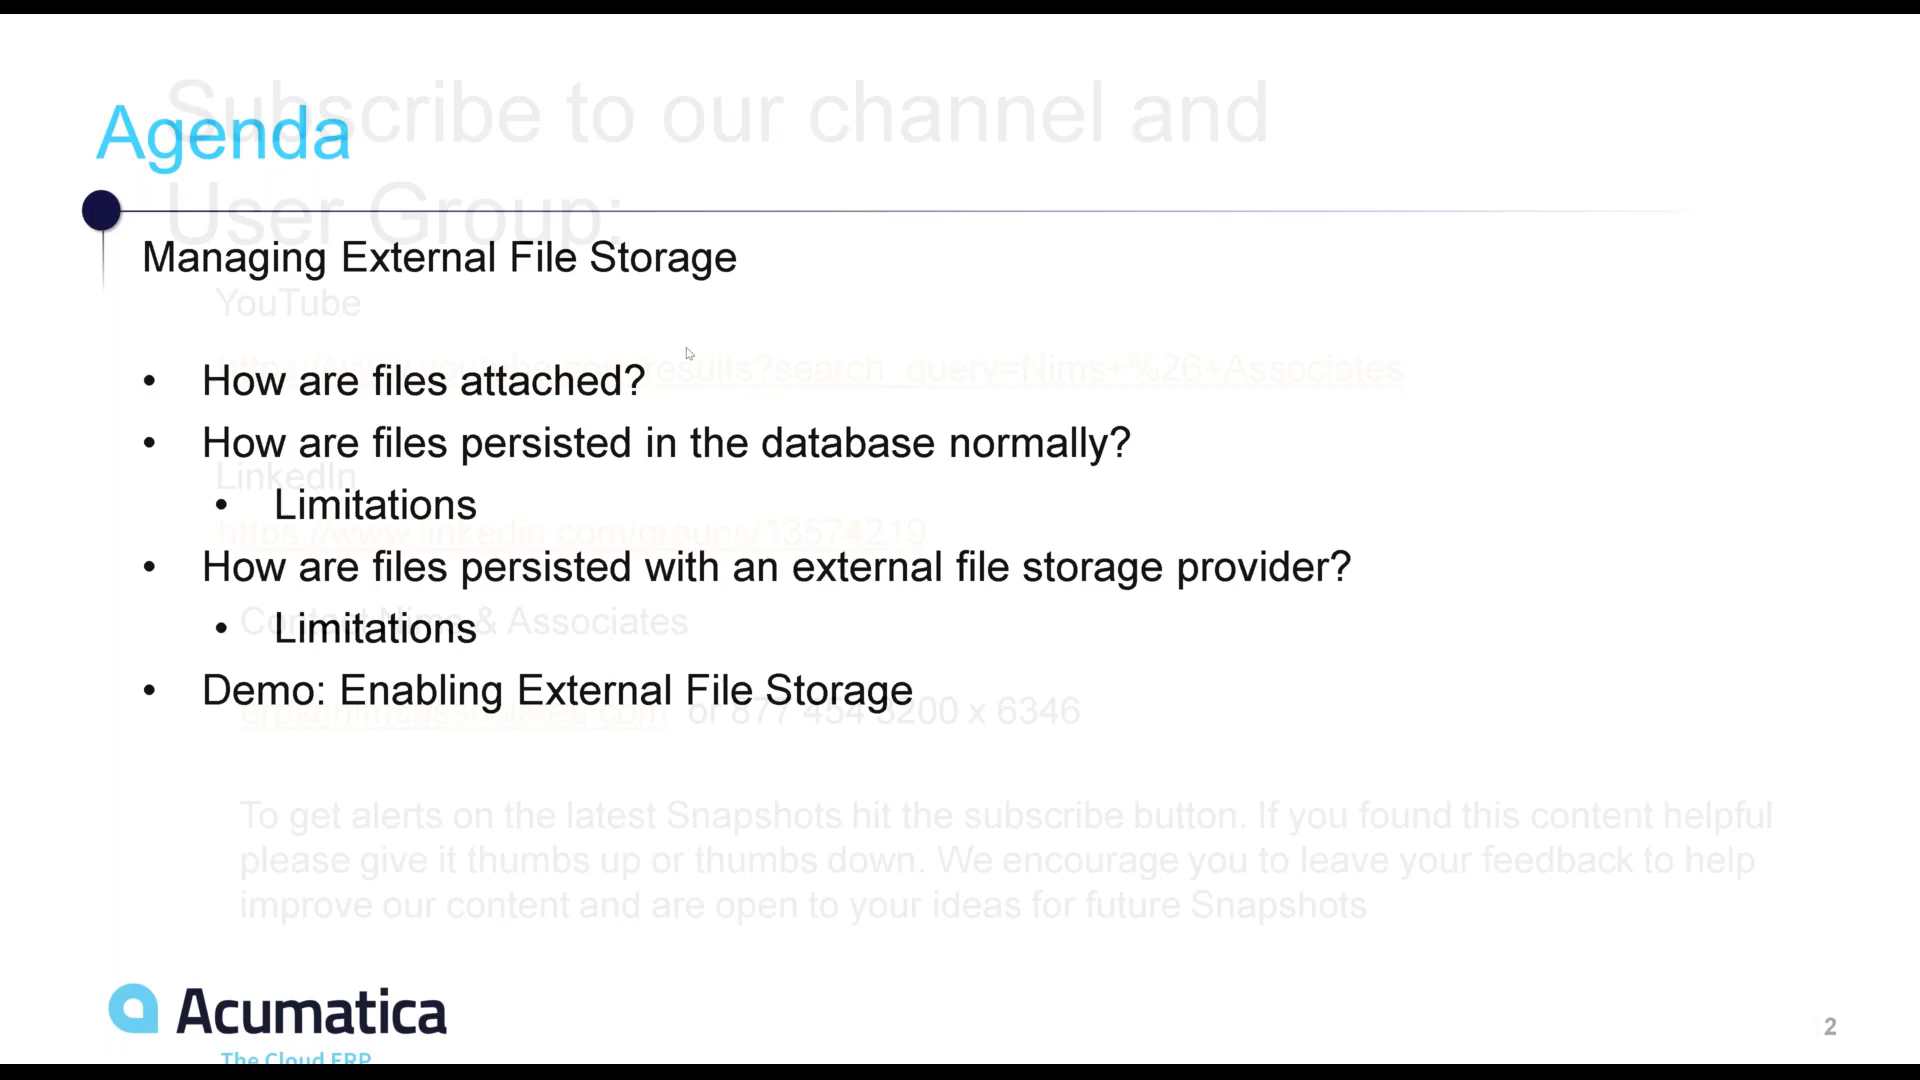 Subscribe to our channel and
Agenda
User Group:
Managing External File Storage
YouTube
https://www.youtube.com/results?search_query=Nims+%26+Associates
• How are files attached?
• How are files persisted in the database normally?
LinkedIn
• Limitations
https://www.linkedin.com/groups/13574219
• How are files persisted with an external file storage provider?
Contact Nims & Associates
• Limitations
• Demo: Enabling External File Storage
or 877 454 3200 x 6346
To get alerts on the latest Snapshots hit the subscribe button. If you found this content helpful
please give it thumbs up or thumbs down. We encourage you to leave your feedback to help
improve our content and are open to your ideas for future Snapshots
Acumatica
The Cloud ERP
2